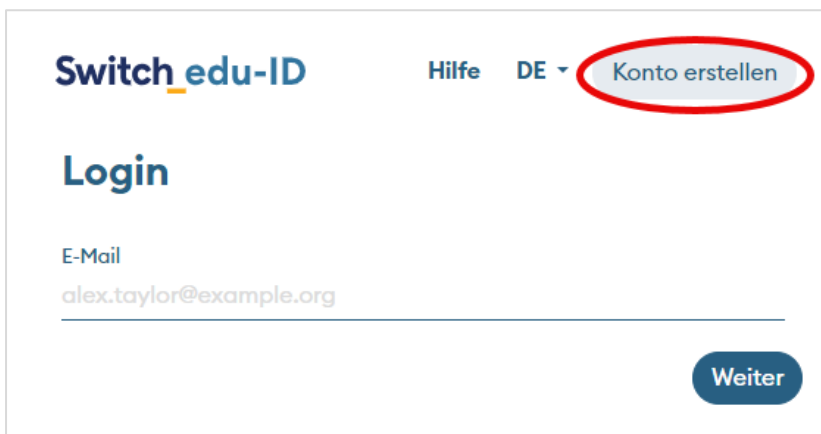 Switch edu-ID Hilfe DE Konto erstellen
Login
E-Mail
alex.taylor@example.org
Weiter